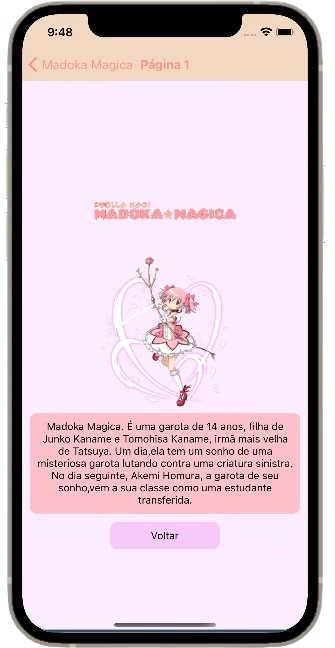 9:48
Madoka Magica Página 1
PUELLA MAGI
MADOKA★MAGICA
Madoka Magica. É uma garota de 14 anos, filha de
Junko Kaname e Tomohisa Kaname, irmã mais velha
de Tatsuya. Um dia,ela tem um sonho de uma
misteriosa garota lutando contra uma criatura sinistra.
No dia seguinte, Akemi Homura, a garota de seu
sonho,vem a sua classe como uma estudante
transferida.
Voltar